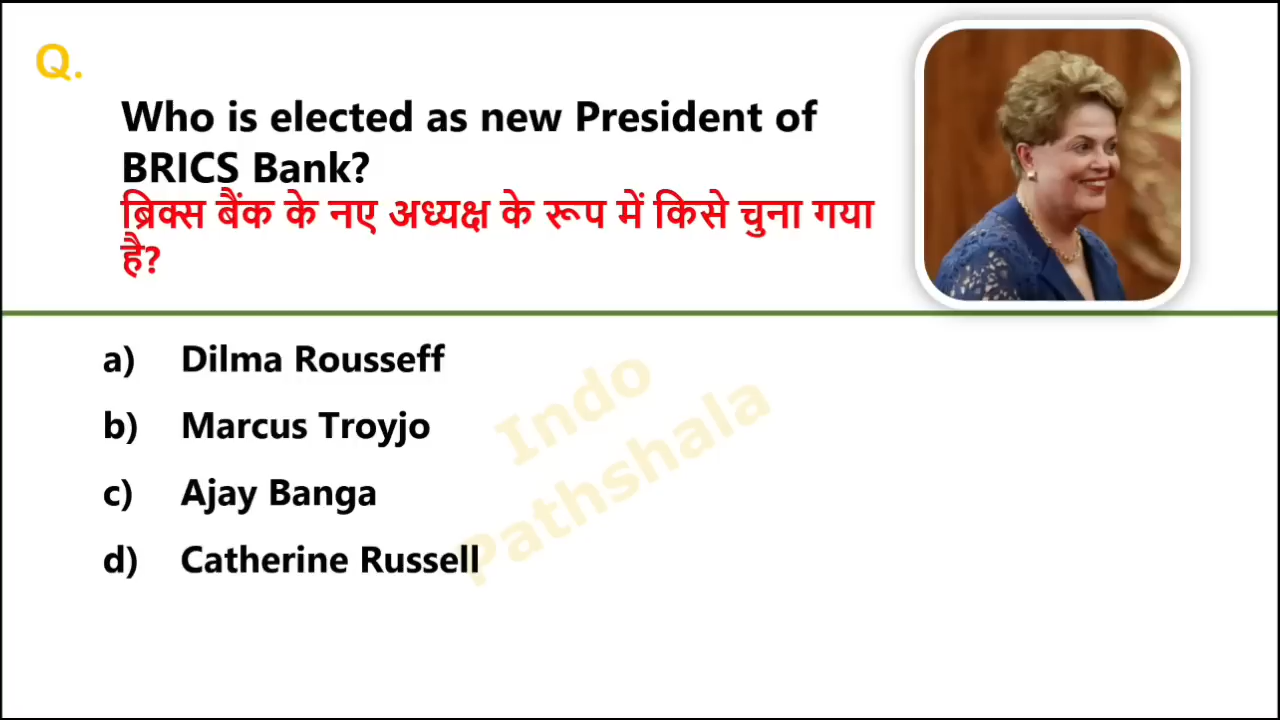 Q.
Who is elected as new President of
BRICS Bank?
ब्रिक्स बैंक के नए अध्यक्ष के रूप में किसे चुना गया
है?
a) Dilma Rousseff
b) Marcus Troyjo
c) Ajay Banga
d) Catherine Russell
Indo
Pathshala